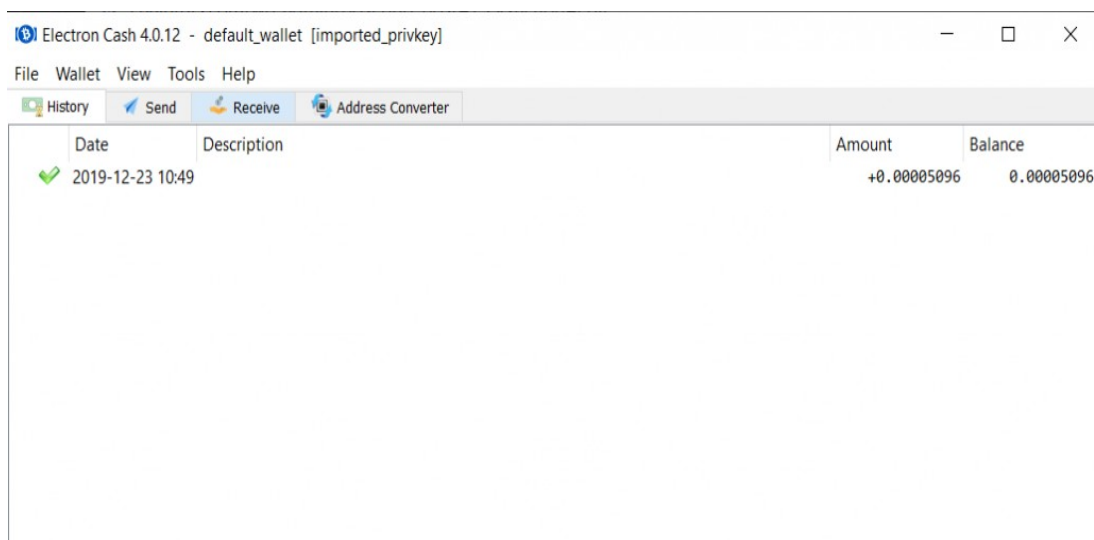 Electron Cash 4.0.12 - default_wallet [imported_privkey]
File Wallet View Tools Help
History Send Receive Address Converter
Date Description Amount Balance
2019-12-23 10:49 +0.00005096 0.00005096